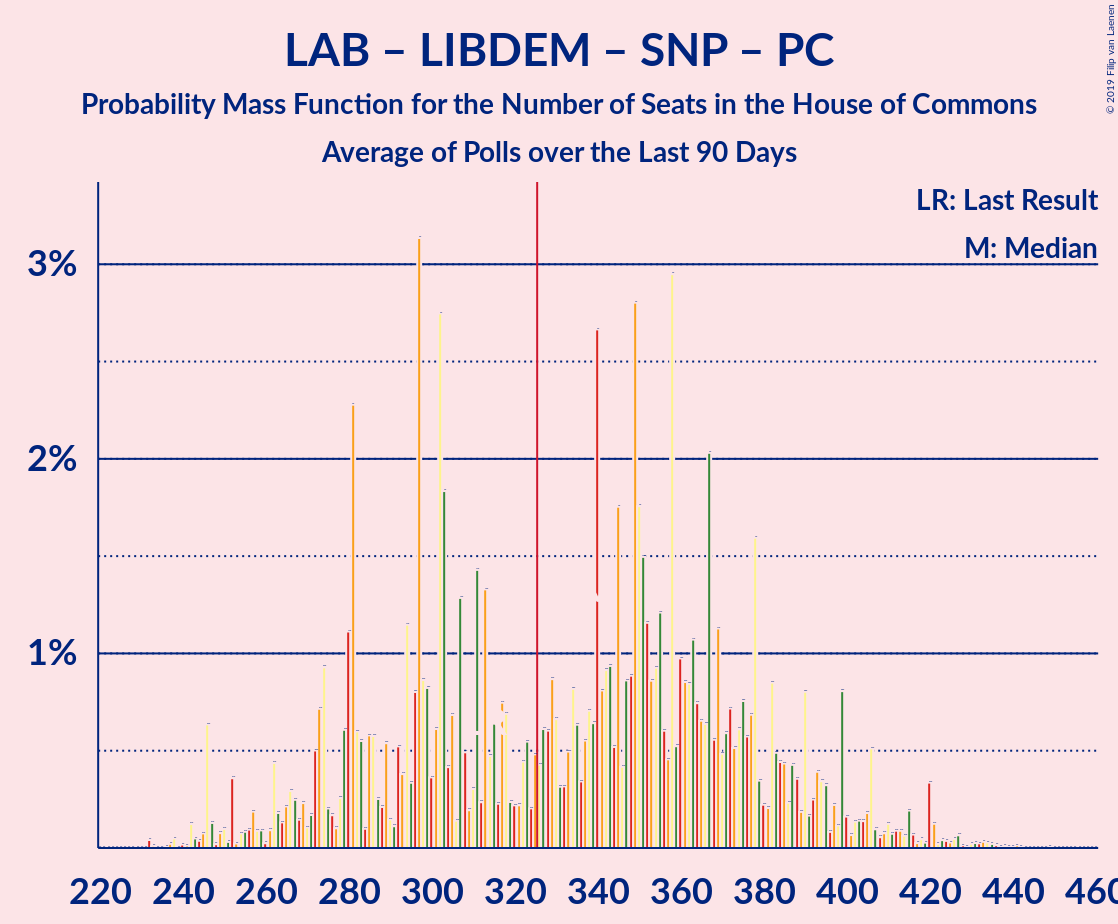 LAB – LIBDEM – SNP – PC
Probability Mass Function for the Number of Seats in the House of Commons
Average of Polls over the Last 90 Days
© 2019 Filip van Laenen
LR: Last Result
M: Median
3%
2%
1%
220 240 260 280 300 320 340 360 380 400 420 440 460